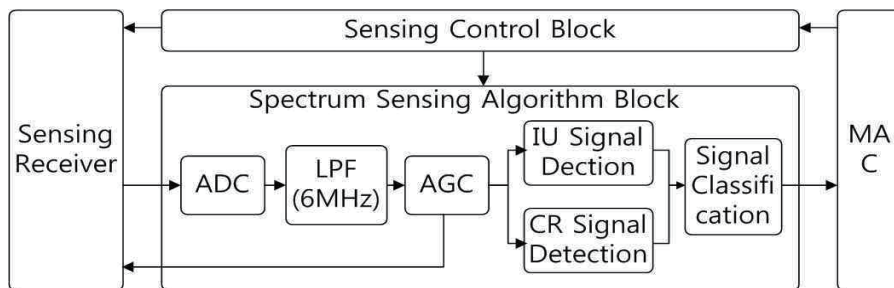 Sensing Control Block
Spectrum Sensing Algorithm Block
Sensing
Receiver
ADC
LPF
(6MHz)
AGC
IU Signal
Dection
CR Signal
Detection
Signal
Classifi
cation
MA
C